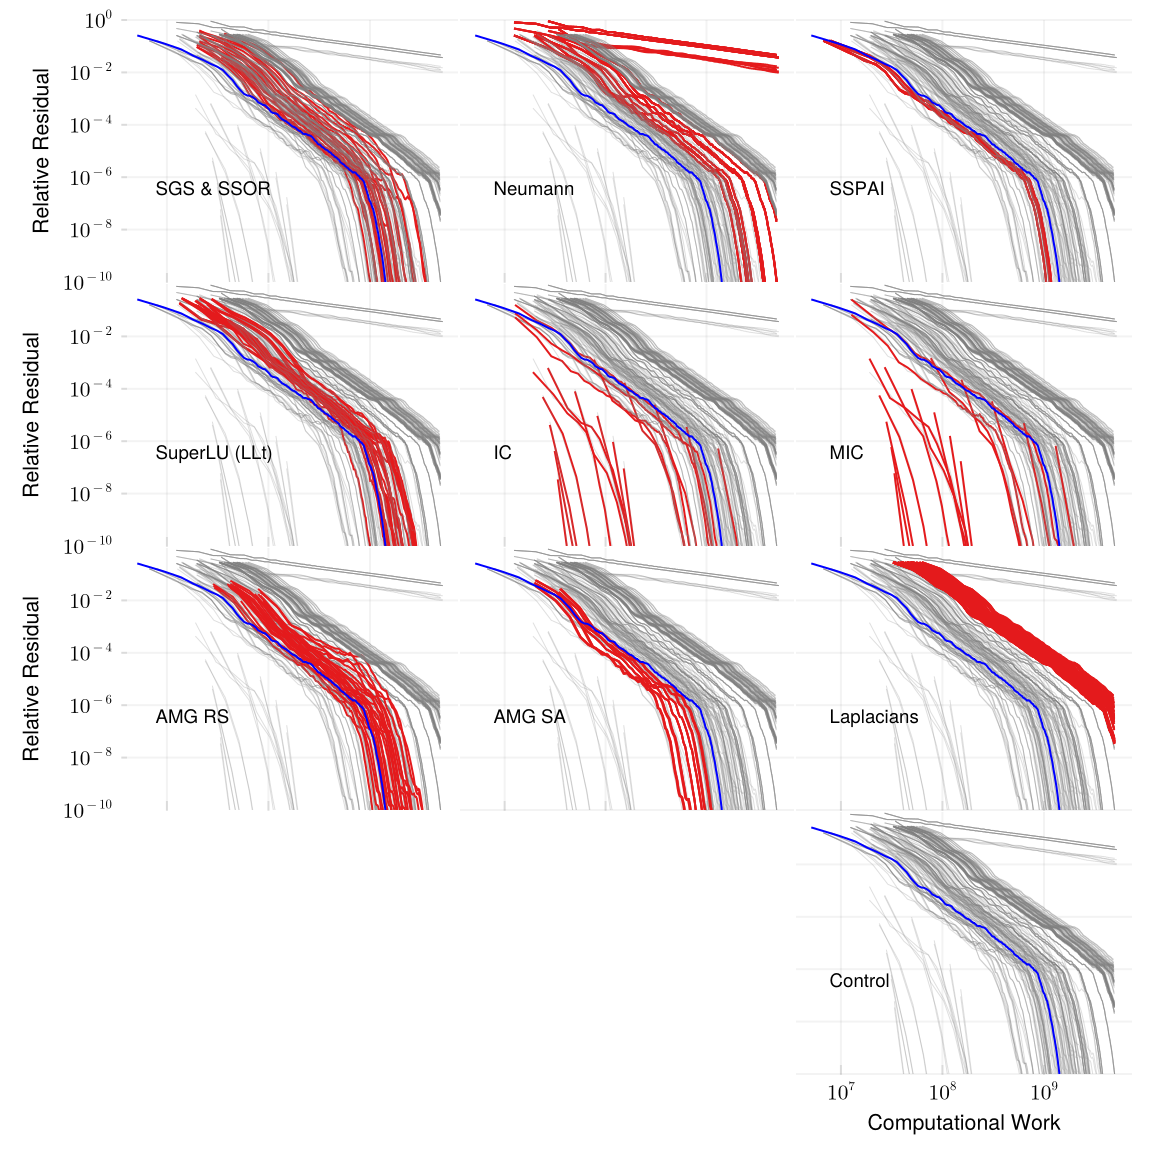 10^0
10^-2
10^-4
10^-6
10^-8
10^-10
Relative Residual
SGS & SSOR
Neumann
SSPAI
10^-2
10^-4
10^-6
10^-8
10^-10
Relative Residual
SuperLU (LLt)
IC
MIC
10^-2
10^-4
10^-6
10^-8
10^-10
Relative Residual
AMG RS
AMG SA
Laplacians
Control
10^7 10^8 10^9
Computational Work